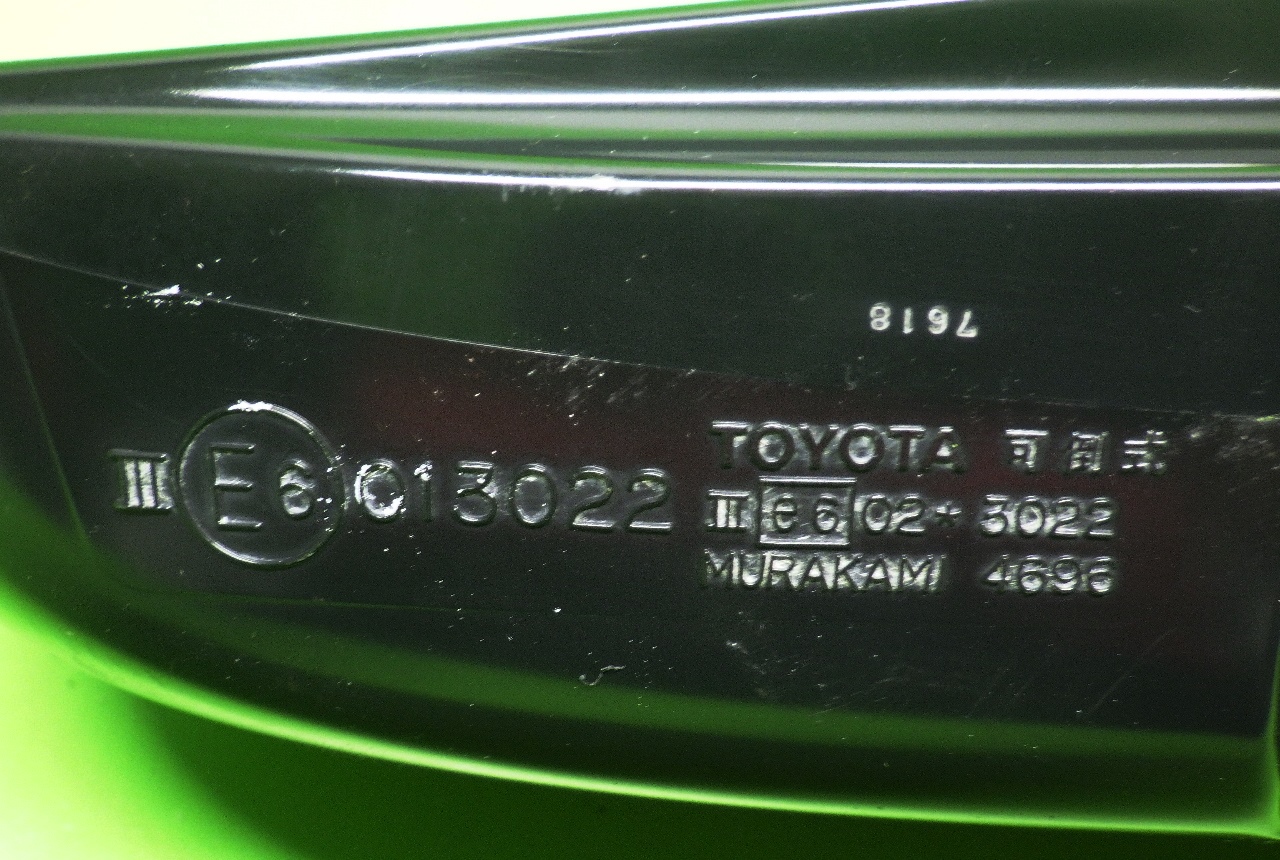 7618
TOYOTA 可倒式
III E6 013022
III e6 02* 3022
MURAKAMI 4696